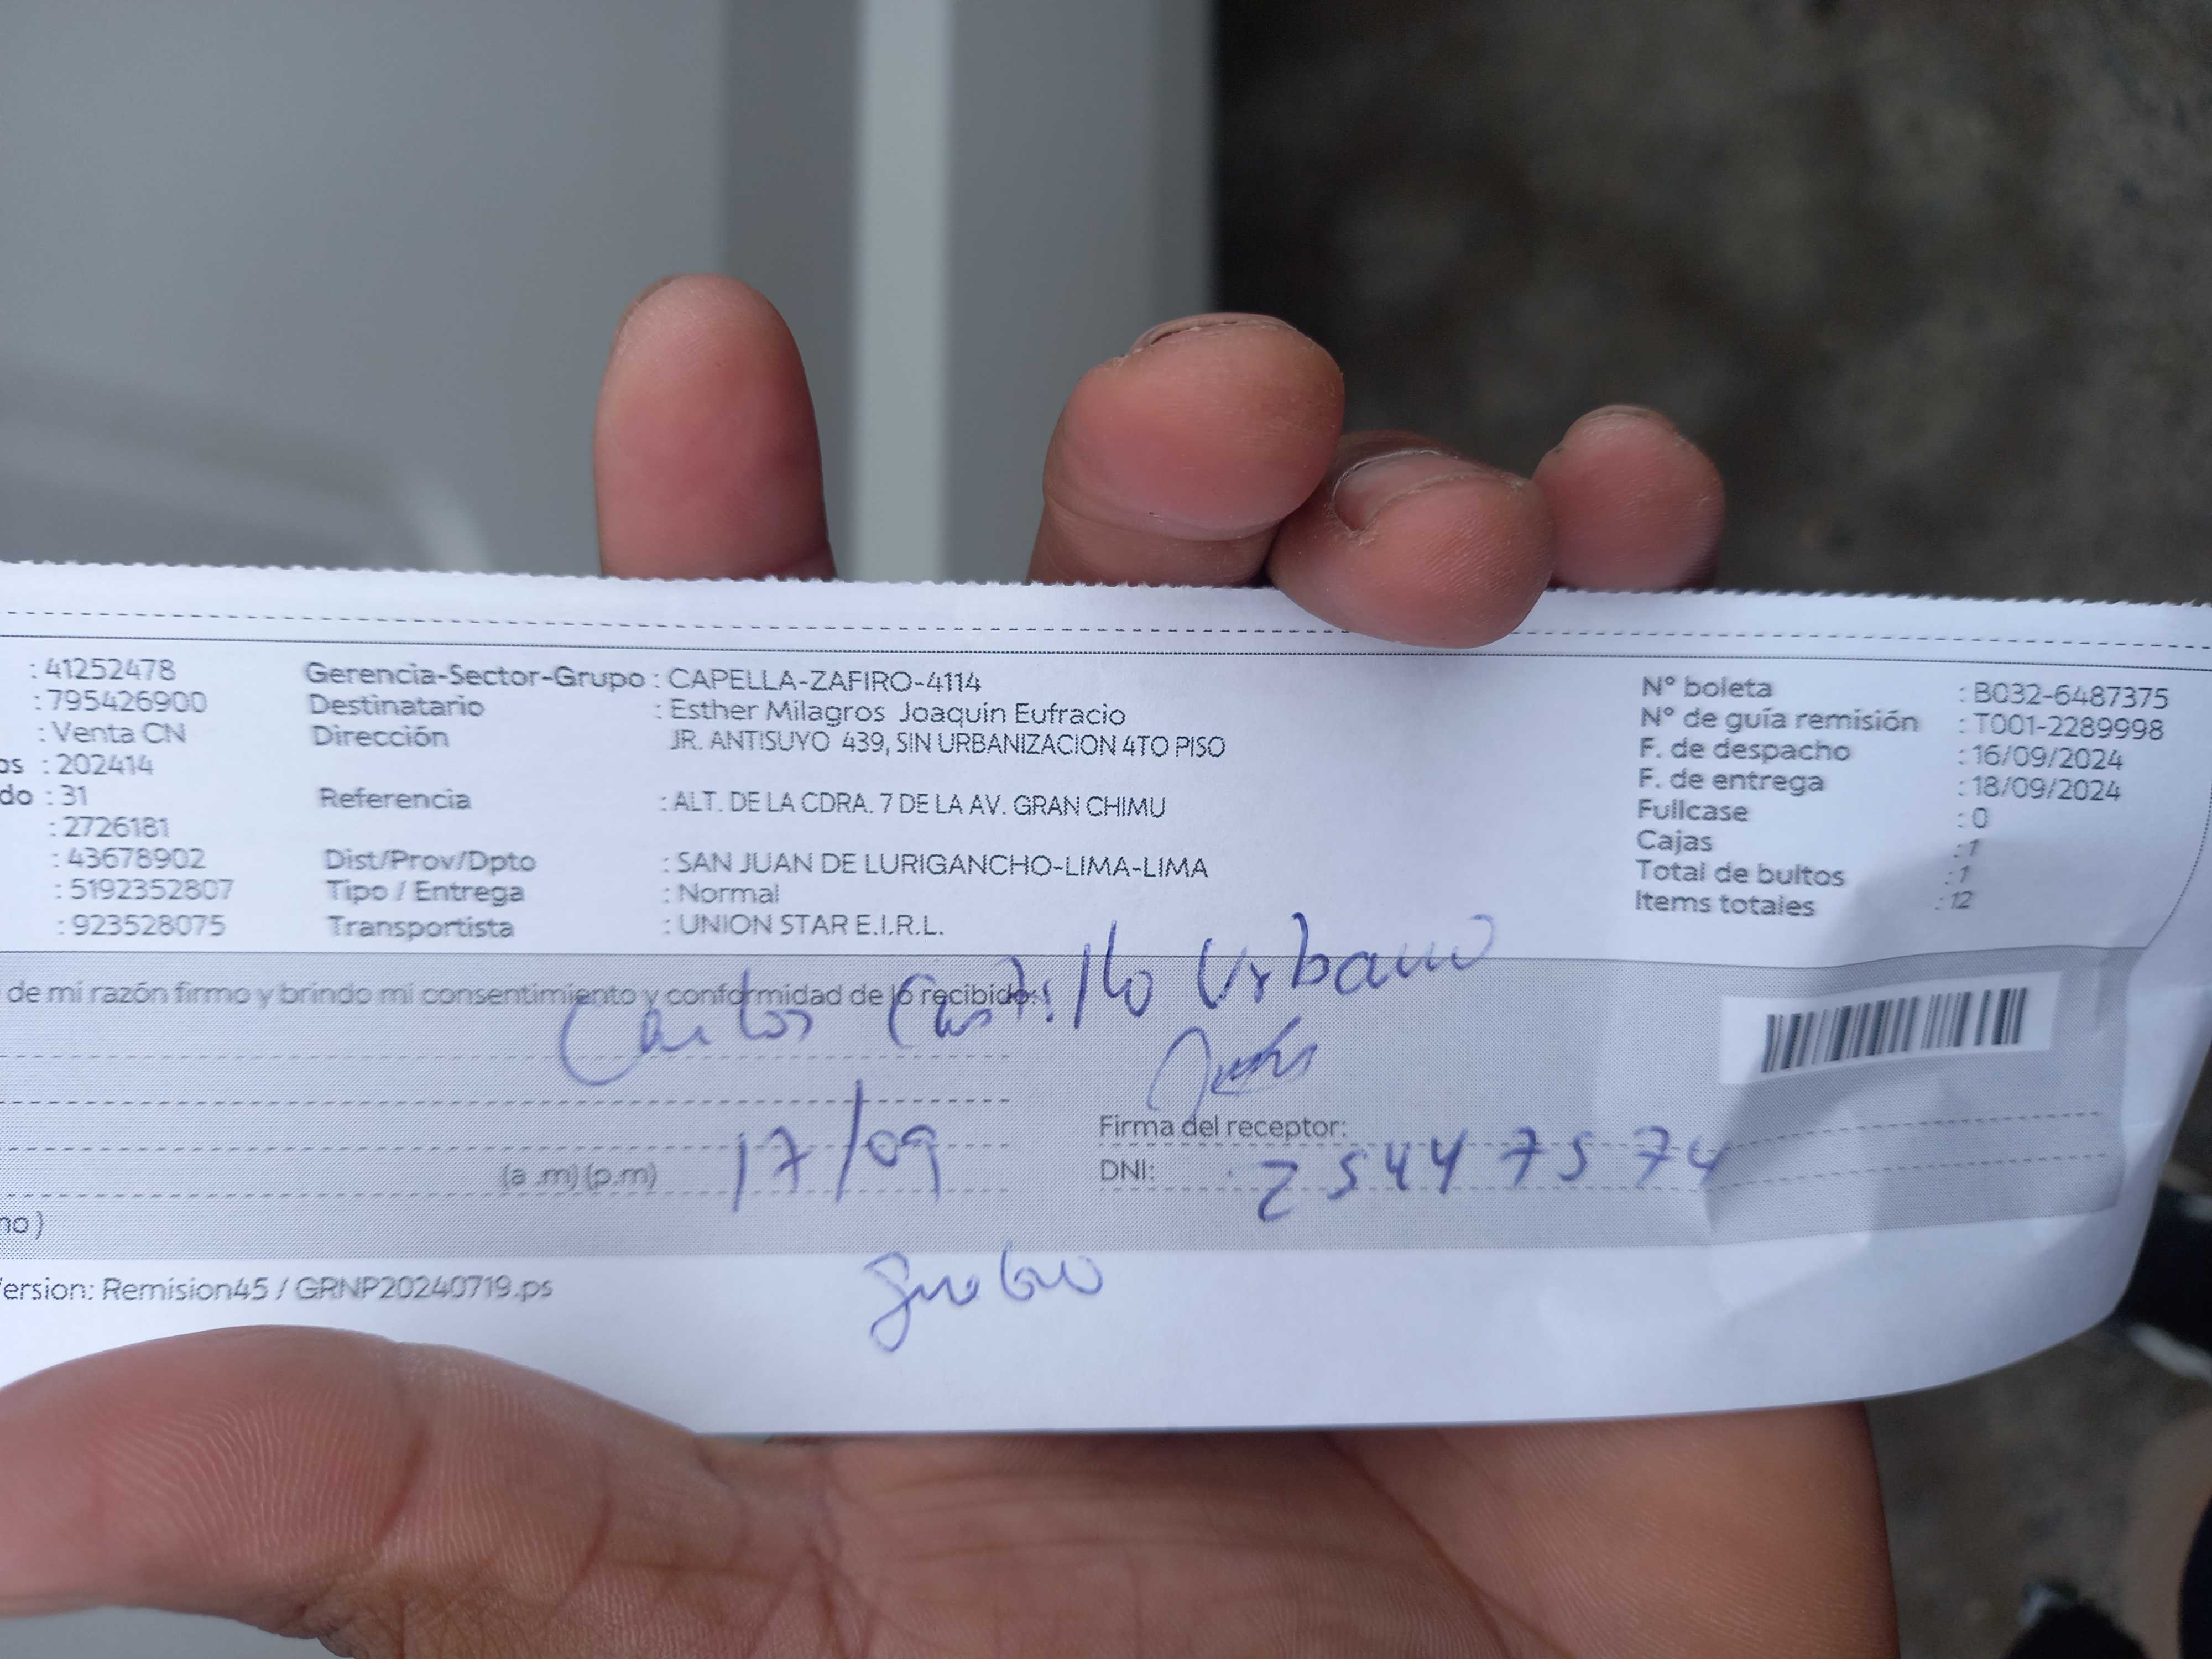 : 41252478 Gerencia-Sector-Grupo : CAPELLA-ZAFIRO-4114 N° boleta : B032-6487375
: 795426900 Destinatario : Esther Milagros Joaquin Eufracio N° de guía remisión : T001-2289998
: Venta CN Dirección JR. ANTISUYO 439, SIN URBANIZACION 4TO PISO F. de despacho : 16/09/2024
os : 202414 F. de entrega : 18/09/2024
do : 31 Referencia : ALT. DE LA CDRA. 7 DE LA AV. GRAN CHIMU Fullcase : 0
: 2726181 Cajas : 1
: 43678902 Dist/Prov/Dpto : SAN JUAN DE LURIGANCHO-LIMA-LIMA Total de bultos : 1
: 5192352807 Tipo / Entrega : Normal Items totales : 12
: 923528075 Transportista : UNION STAR E.I.R.L.
de mi razón firmo y brindo mi consentimiento y conformidad de lo recibido:
Carlos Castillo Urbano
Firma del receptor:
(a .m) (p.m) 17/09 DNI: 25447574
no)
ersion: Remision45 / GRNP20240719.ps